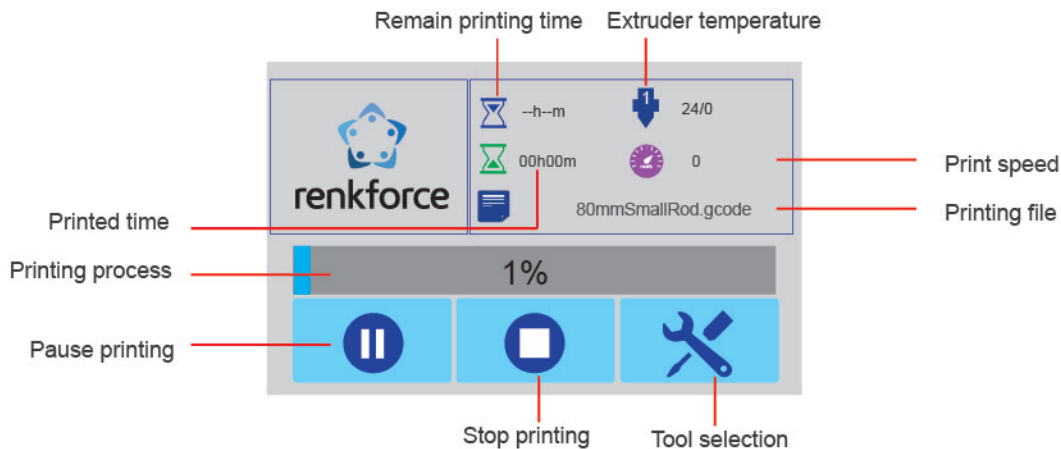 Remain printing time
Extruder temperature
--h--m
1
24/0
00h00m
0
Print speed
renkforce
80mmSmallRod.gcode
Printing file
Printed time
Printing process
1%
Pause printing
Stop printing
Tool selection